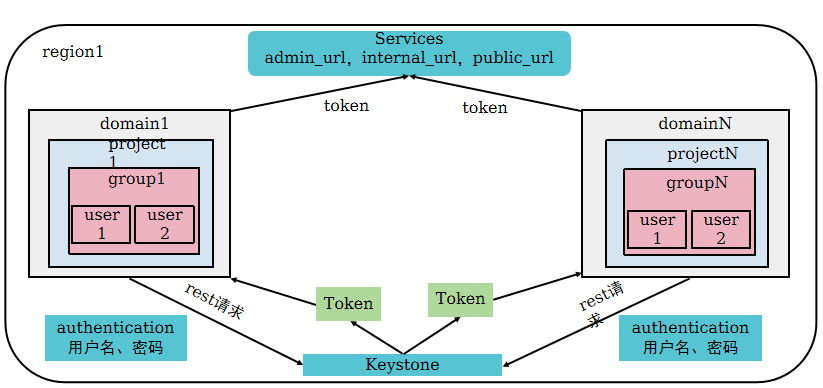 Services
admin_url，internal_url，public_url
region1
token
token
domain1
project
1
group1
user
1
user
2
domainN
projectN
groupN
user
1
user
2
rest请求
Token
Token
rest请
求
authentication
用户名、密码
authentication
用户名、密码
Keystone